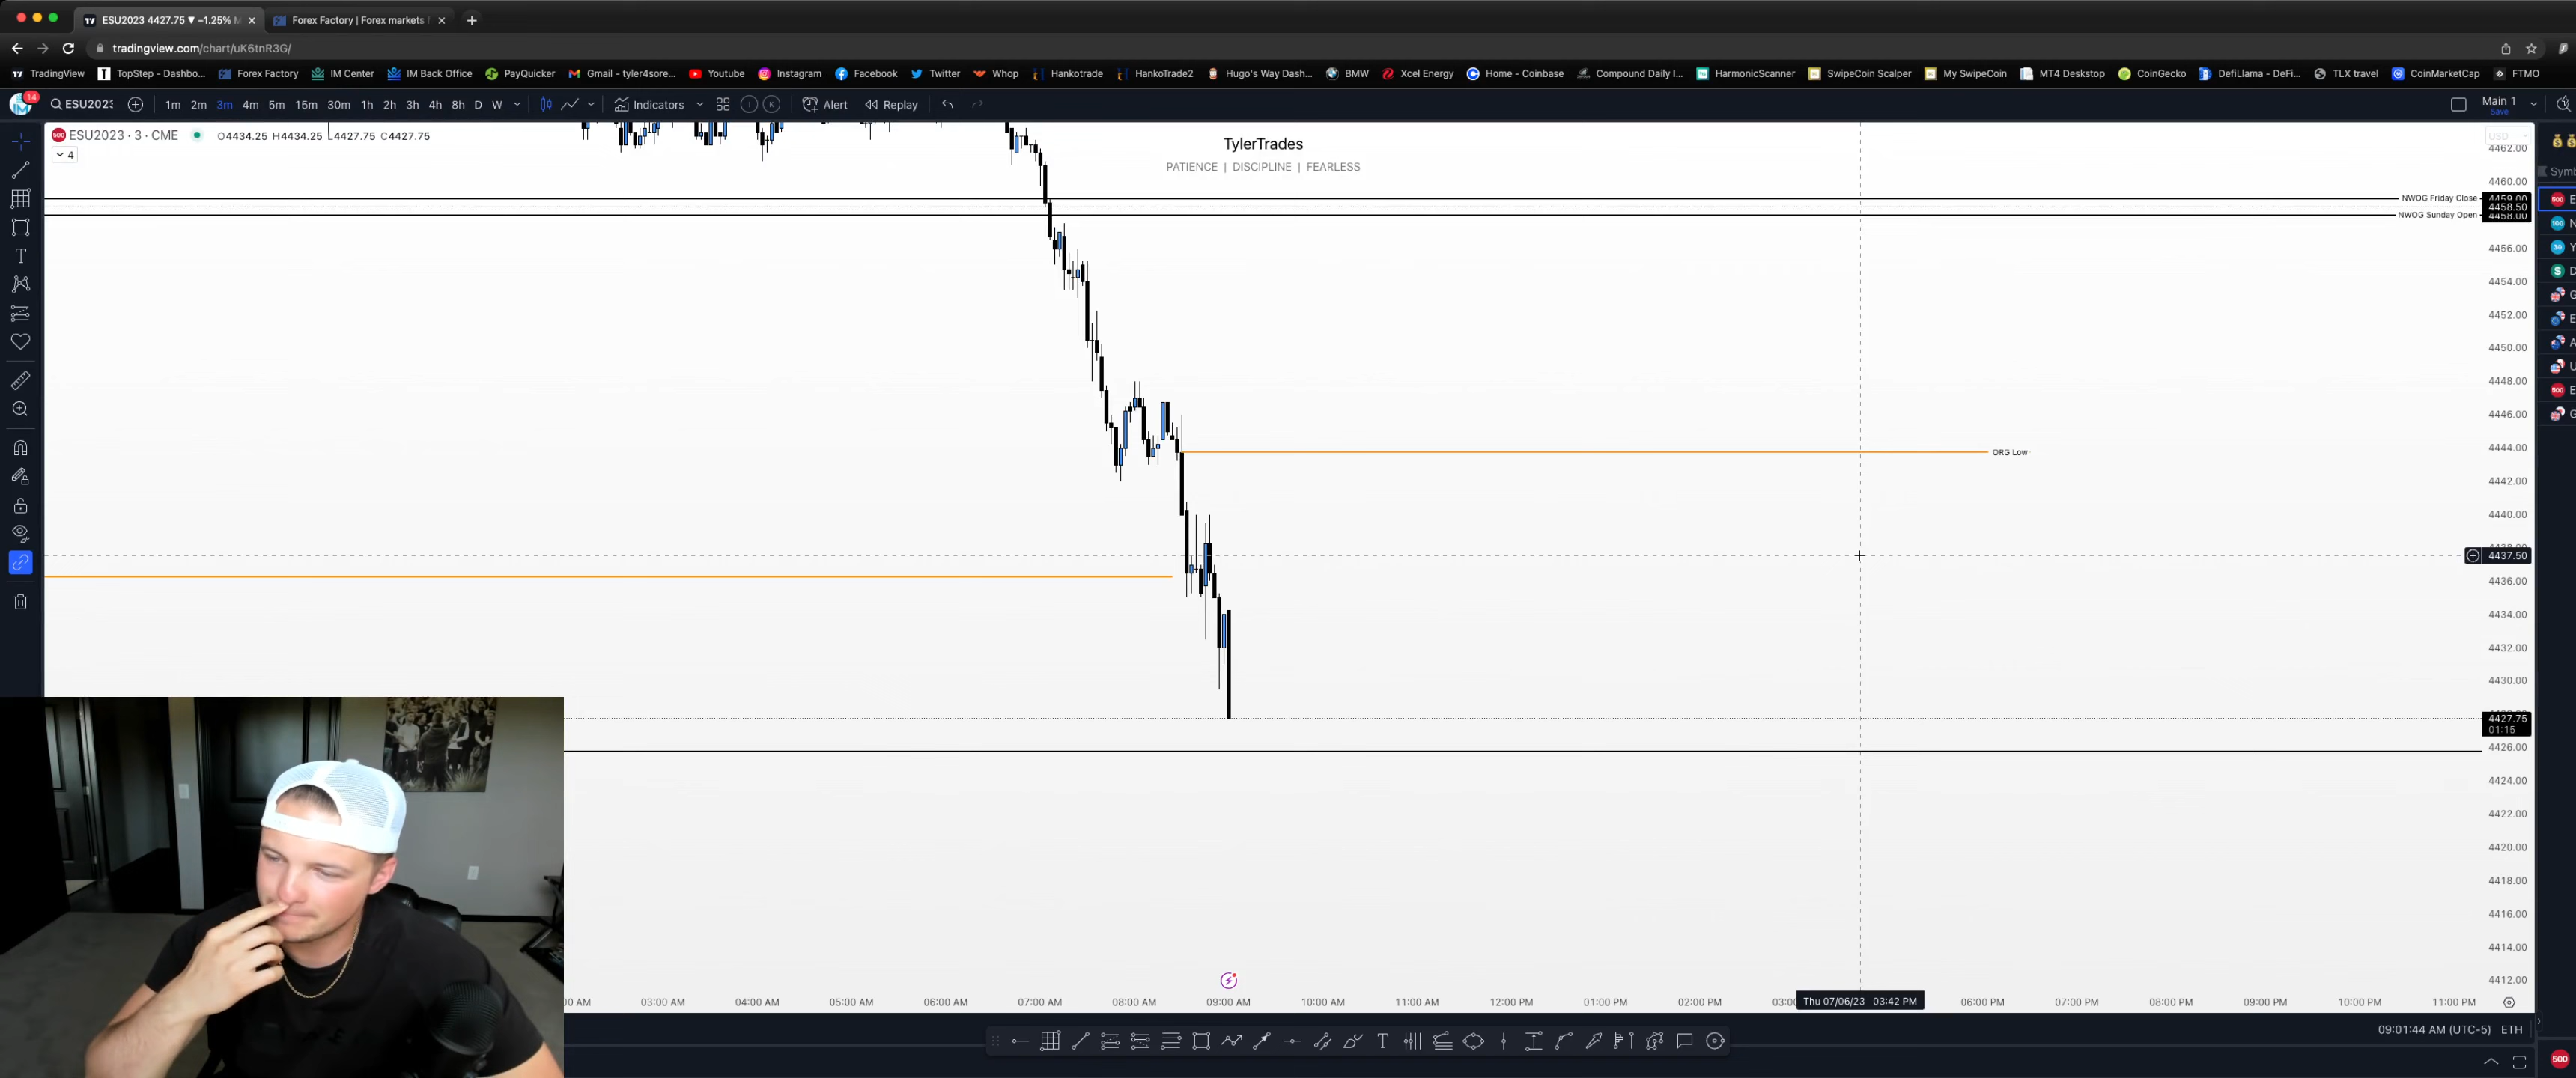 ESU2023 4427.75 ▼ −1.25% M
Forex Factory | Forex markets
tradingview.com/chart/uK6tnR3G/
TradingView TopStep - Dashbo... Forex Factory IM Center IM Back Office PayQuicker Gmail - tyler4sore... Youtube Instagram Facebook Twitter Whop Hankotrade HankoTrade2 Hugo's Way Dash... BMW Xcel Energy Home - Coinbase Compound Daily I... HarmonicScanner SwipeCoin Scalper My SwipeCoin MT4 Deskstop CoinGecko DefiLlama - DeFi... TLX travel CoinMarketCap FTMO
14
ESU2023 1m 2m 3m 4m 5m 15m 30m 1h 2h 3h 4h 8h D W Indicators Alert Replay Main 1
Save
ESU2023 · 3 · CME O4434.25 H4434.25 L4427.75 C4427.75
4
TylerTrades
PATIENCE | DISCIPLINE | FEARLESS
USD
Symb
4462.00
4460.00
NWOG Friday Close 4459.00
4458.50
NWOG Sunday Open 4458.00
4456.00
4454.00
4452.00
4450.00
4448.00
4446.00
ORG Low
4444.00
4442.00
4440.00
4437.50
4436.00
4434.00
4432.00
4430.00
4427.75
01:15
4426.00
4424.00
4422.00
4420.00
4418.00
4416.00
4414.00
4412.00
03:00 AM 04:00 AM 05:00 AM 06:00 AM 07:00 AM 08:00 AM 09:00 AM 10:00 AM 11:00 AM 12:00 PM 01:00 PM 02:00 PM Thu 07/06/23 03:42 PM 06:00 PM 07:00 PM 08:00 PM 09:00 PM 10:00 PM 11:00 PM
09:01:44 AM (UTC-5) ETH
500